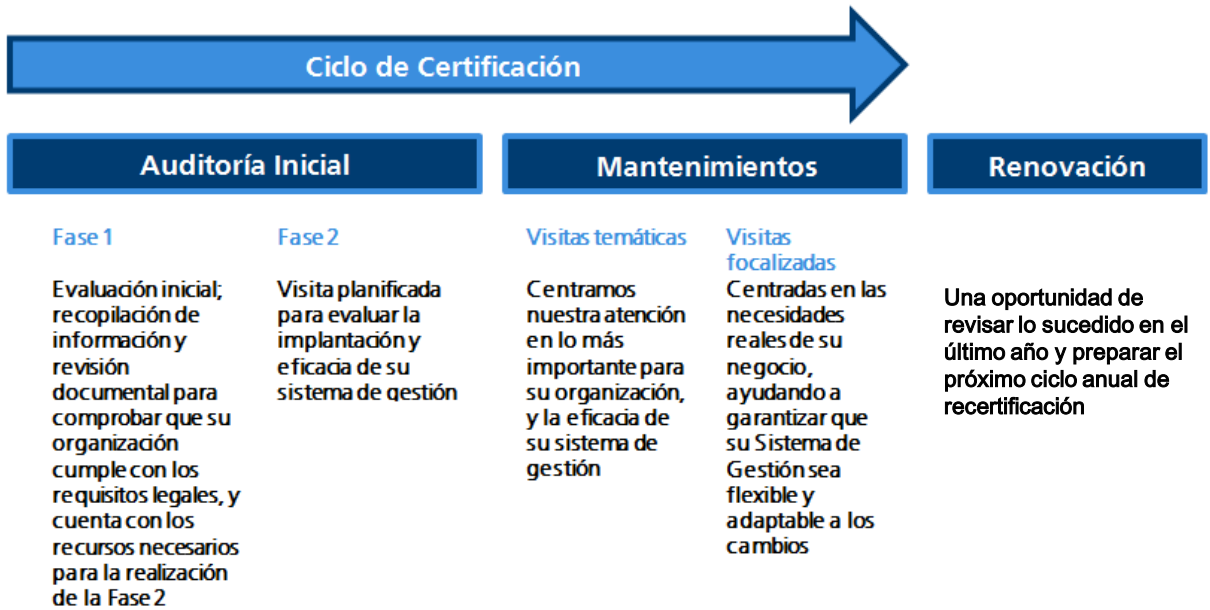 Ciclo de Certificación
Auditoría Inicial
Mantenimientos
Renovación
Fase 1
Evaluación inicial;
recopilación de
información y
revisión
documental para
comprobar que su
organización
cumple con los
requisitos legales, y
cuenta con los
recursos necesarios
para la realización
de la Fase 2
Fase 2
Visita planificada
para evaluar la
implantación y
eficacia de su
sistema de gestión
Visitas temáticas
Centramos
nuestra atención
en lo más
importante para
su organización,
y la eficacia de
su sistema de
gestión
Visitas
focalizadas
Centradas en las
necesidades
reales de su
negocio,
ayudando a
garantizar que
su Sistema de
Gestión sea
flexible y
adaptable a los
cambios
Una oportunidad de
revisar lo sucedido en el
último año y preparar el
próximo ciclo anual de
recertificación